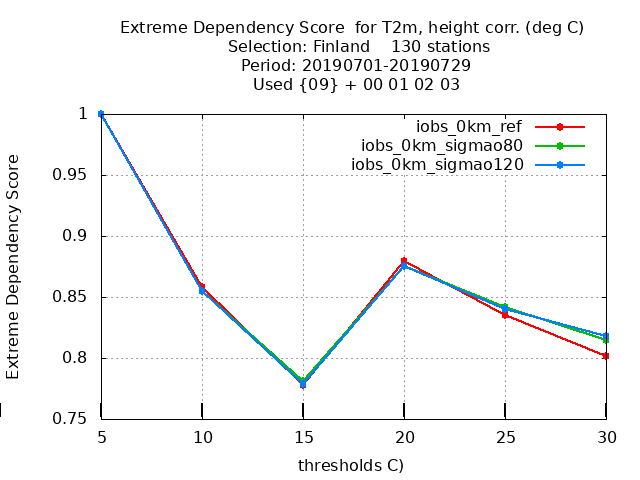 Extreme Dependency Score  for T2m, height corr. (deg C)
Selection: Finland    130 stations
Period: 20190701-20190729
Used {09} + 00 01 02 03
iobs_0km_ref
iobs_0km_sigmao80
iobs_0km_sigmao120
Extreme Dependency Score
1
0.95
0.9
0.85
0.8
0.75
5 10 15 20 25 30
thresholds C)